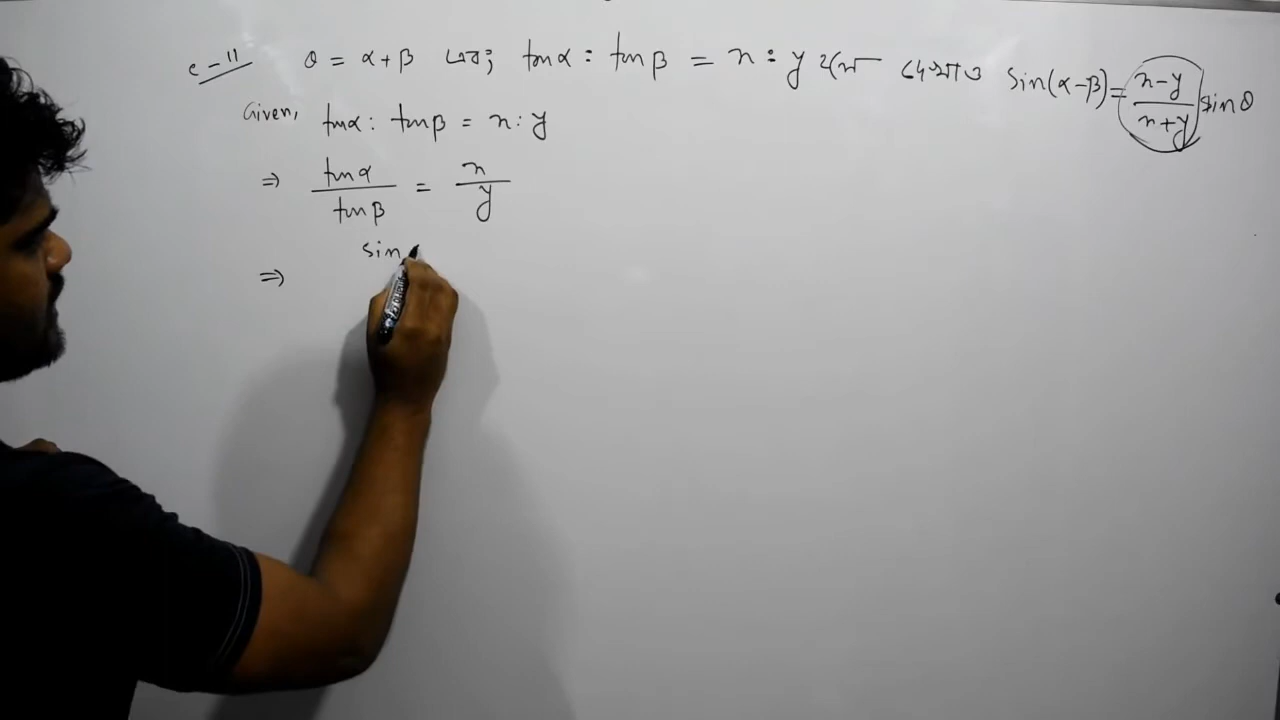 e-11 θ = α+β এবং; tanα : tanβ = x : y হলে দেখাও sin(α-β) = x-y/x+y sinθ
Given, tanα : tanβ = x : y
⇒ tanα/tanβ = x/y
⇒ sin